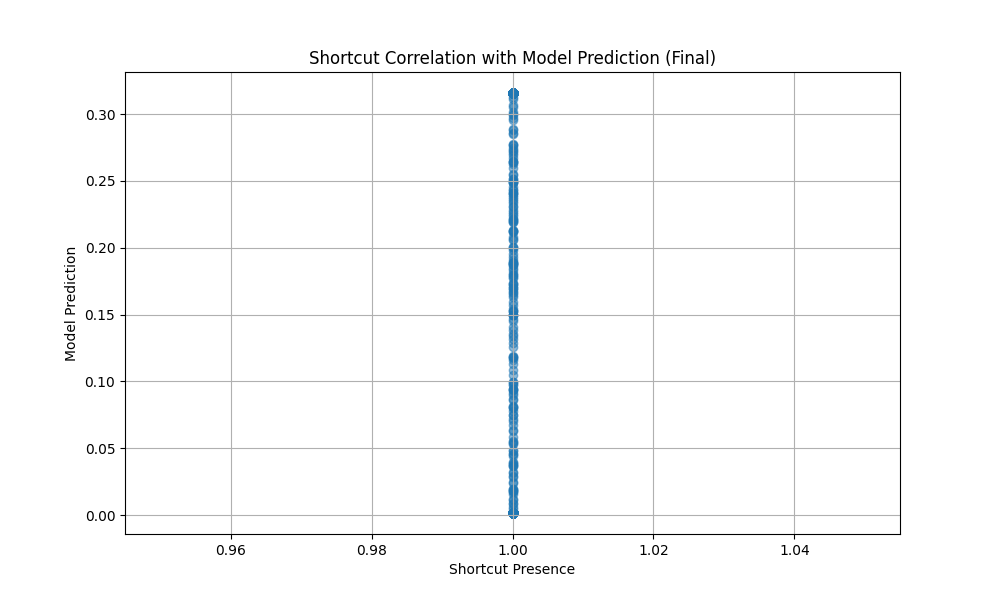 Shortcut Correlation with Model Prediction (Final)
Model Prediction
0.30
0.25
0.20
0.15
0.10
0.05
0.00
0.96 0.98 1.00 1.02 1.04
Shortcut Presence